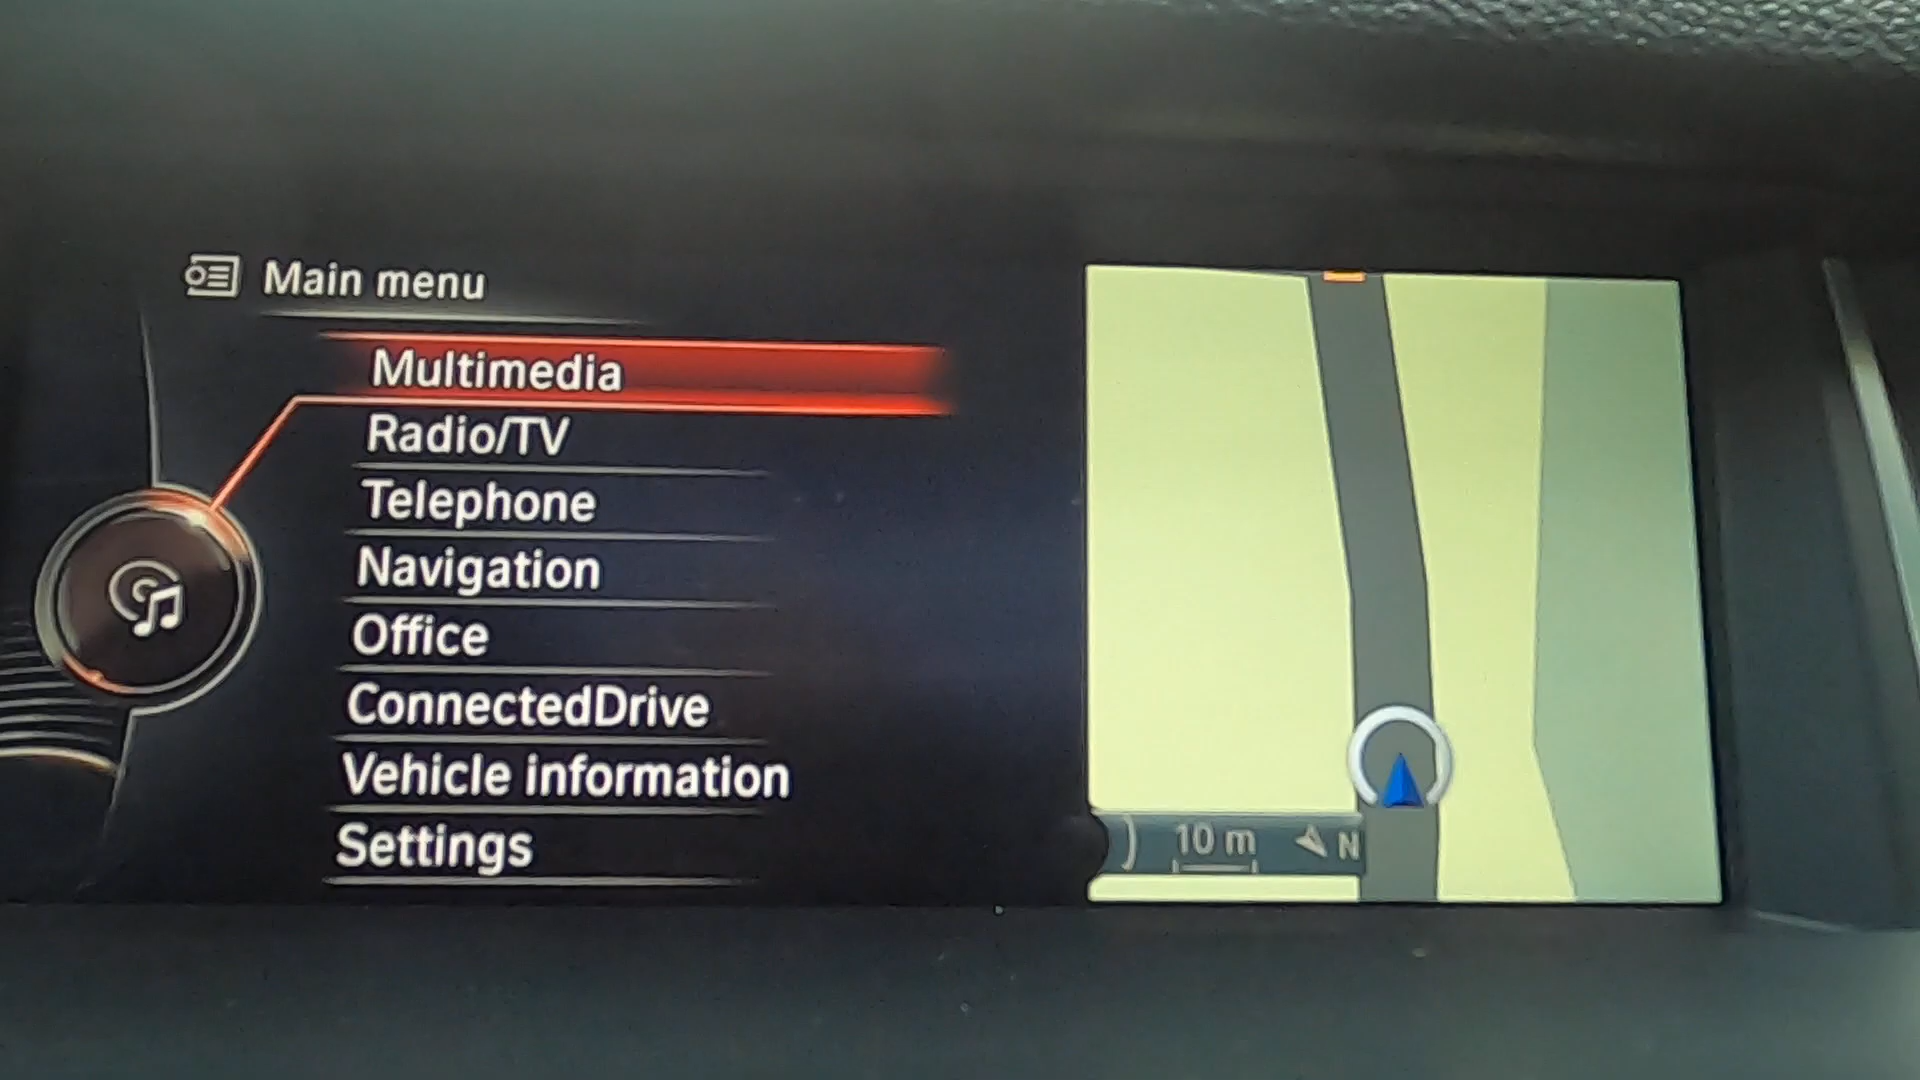 Main menu
Multimedia
Radio/TV
Telephone
Navigation
Office
ConnectedDrive
Vehicle information
Settings
10 m
N